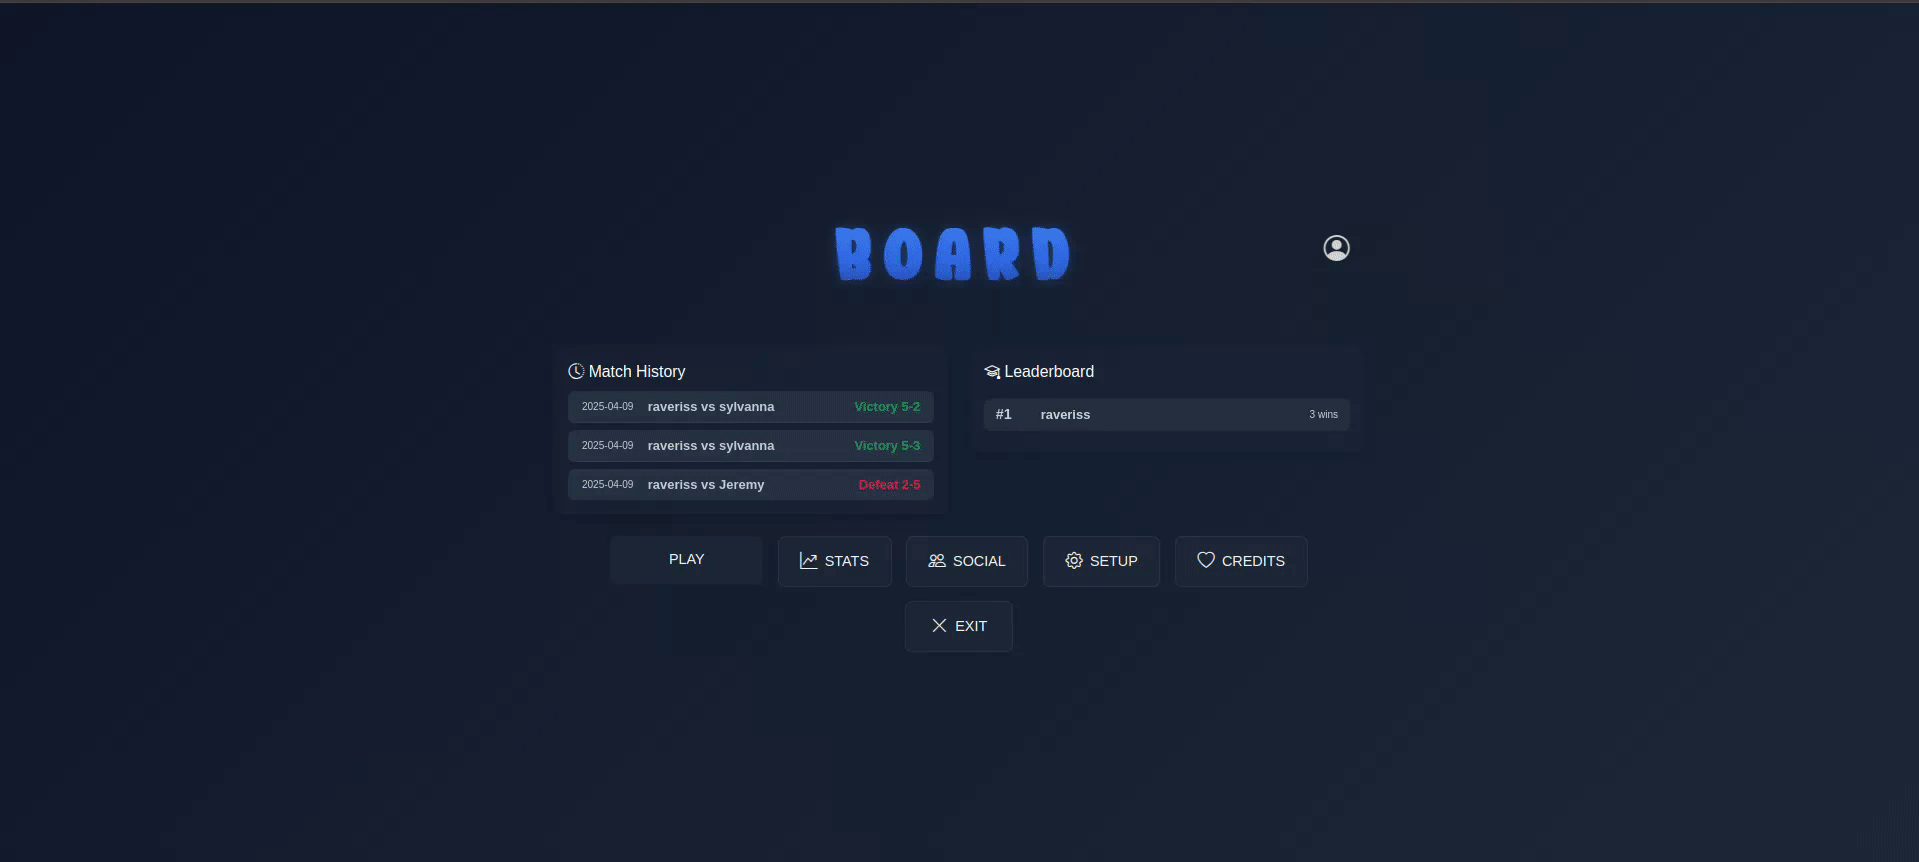 BOARD
Match History
2025-04-09 raveriss vs sylvanna Victory 5-2
2025-04-09 raveriss vs sylvanna Victory 5-3
2025-04-09 raveriss vs Jeremy Defeat 2-5
Leaderboard
#1 raveriss 3 wins
PLAY STATS SOCIAL SETUP CREDITS
EXIT